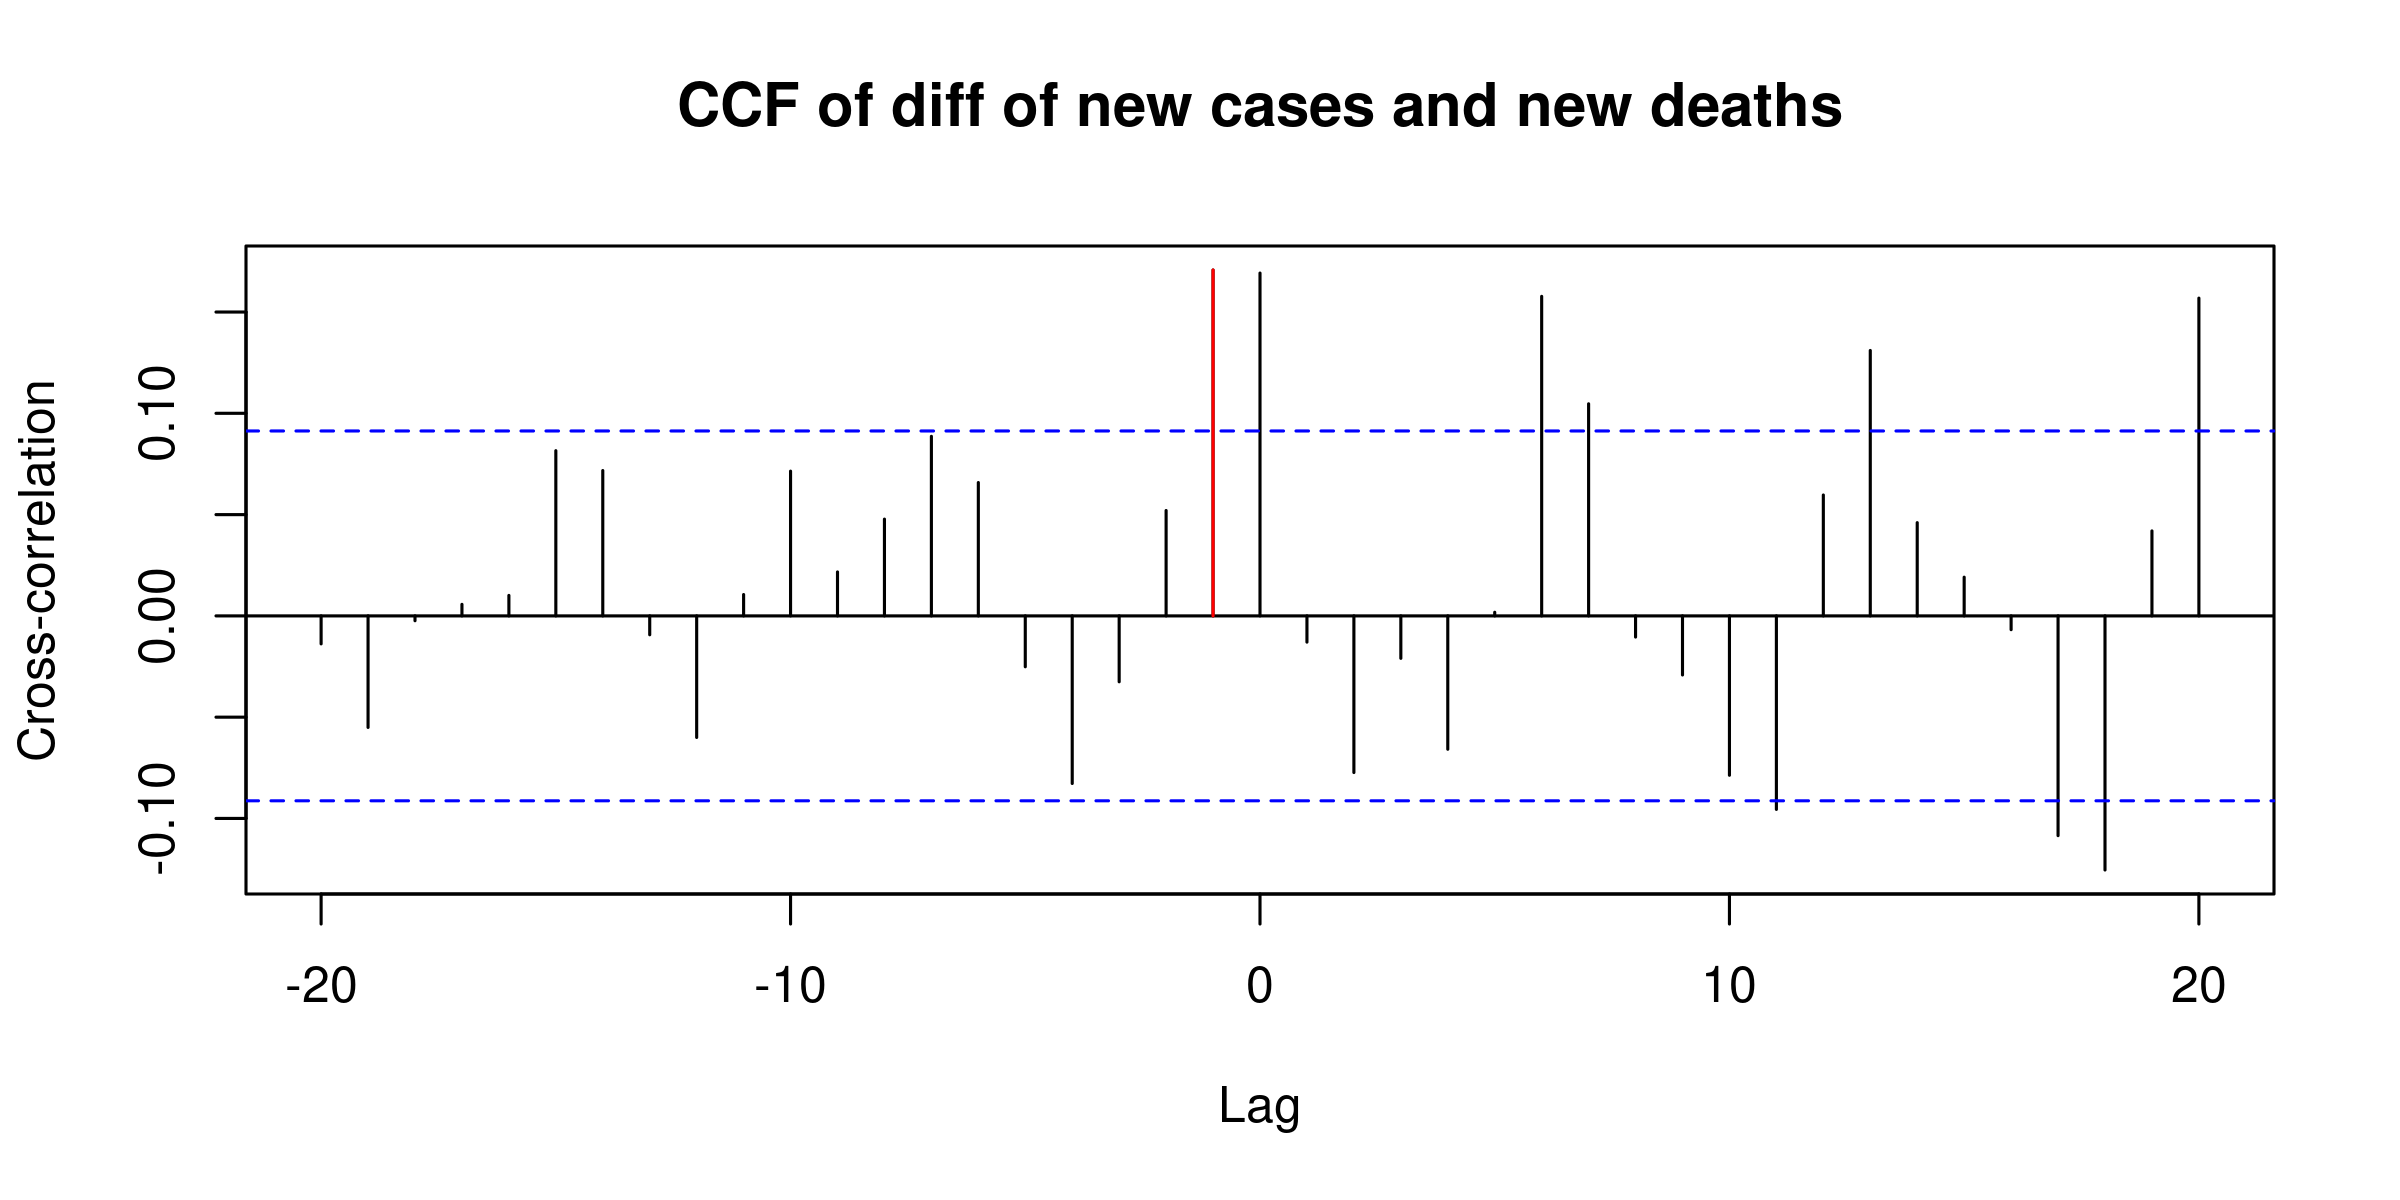 CCF of diff of new cases and new deaths
Cross-correlation
0.10
0.00
-0.10
-20 -10 0 10 20
Lag